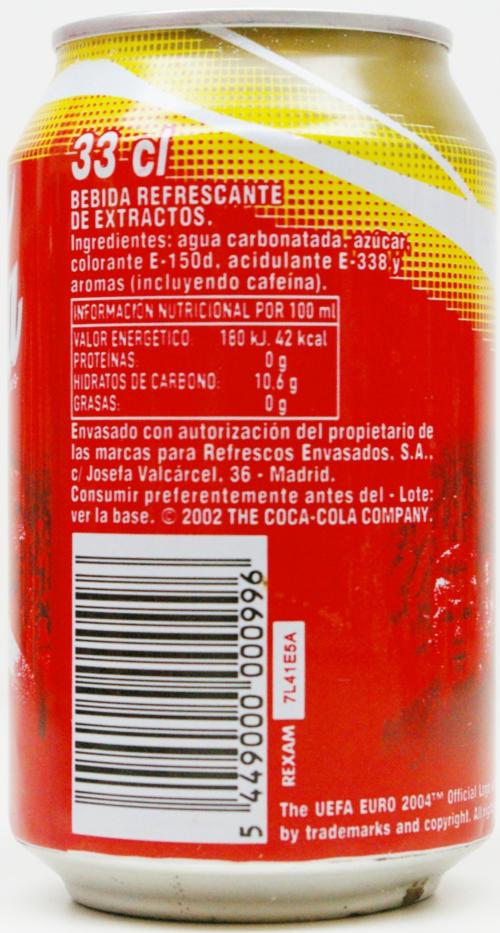 33 cl
BEBIDA REFRESCANTE
DE EXTRACTOS.
Ingredientes: agua carbonatada, azúcar,
colorante E-150d, acidulante E-338 y
aromas (incluyendo cafeína).
INFORMACION NUTRICIONAL POR 100 ml
VALOR ENERGETICO: 180 kJ. 42 kcal
PROTEINAS: 0 g
HIDRATOS DE CARBONO: 10.6 g
GRASAS: 0 g
Envasado con autorización del propietario de
las marcas para Refrescos Envasados, S.A.,
c/ Josefa Valcárcel, 36 - Madrid.
Consumir preferentemente antes del - Lote:
ver la base. © 2002 THE COCA-COLA COMPANY.
5 449000 000996
REXAM 7L41E5A
The UEFA EURO 2004™ Official
by trademarks and copyright. All